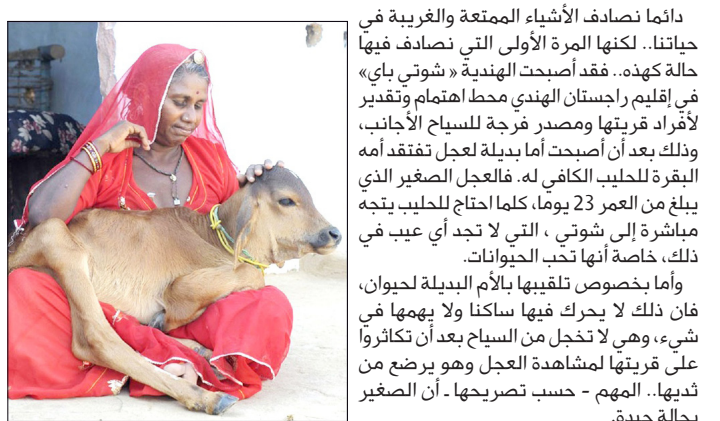 دائما نصادف الأشياء الممتعة والغريبة في
حياتنا.. لكنها المرة الأولى التي نصادف فيها
حالة كهذه.. فقد أصبحت الهندية « شوتي باي»
في إقليم راجستان الهندي محط اهتمام وتقدير
لأفراد قريتها ومصدر فرجة للسياح الأجانب،
وذلك بعد أن أصبحت أما بديلة لعجل تفتقد أمه
البقرة للحليب الكافي له. فالعجل الصغير الذي
يبلغ من العمر 23 يوما، كلما احتاج للحليب يتجه
مباشرة إلى شوتي ، التي لا تجد أي عيب في
ذلك، خاصة أنها تحب الحيوانات.
وأما بخصوص تلقيبها بالأم البديلة لحيوان،
فان ذلك لا يحرك فيها ساكنا ولا يهمها في
شيء، وهي لا تخجل من السياح بعد أن تكاثروا
على قريتها لمشاهدة العجل وهو يرضع من
ثديها.. المهم - حسب تصريحها ـ أن الصغير
بحالة جيدة.